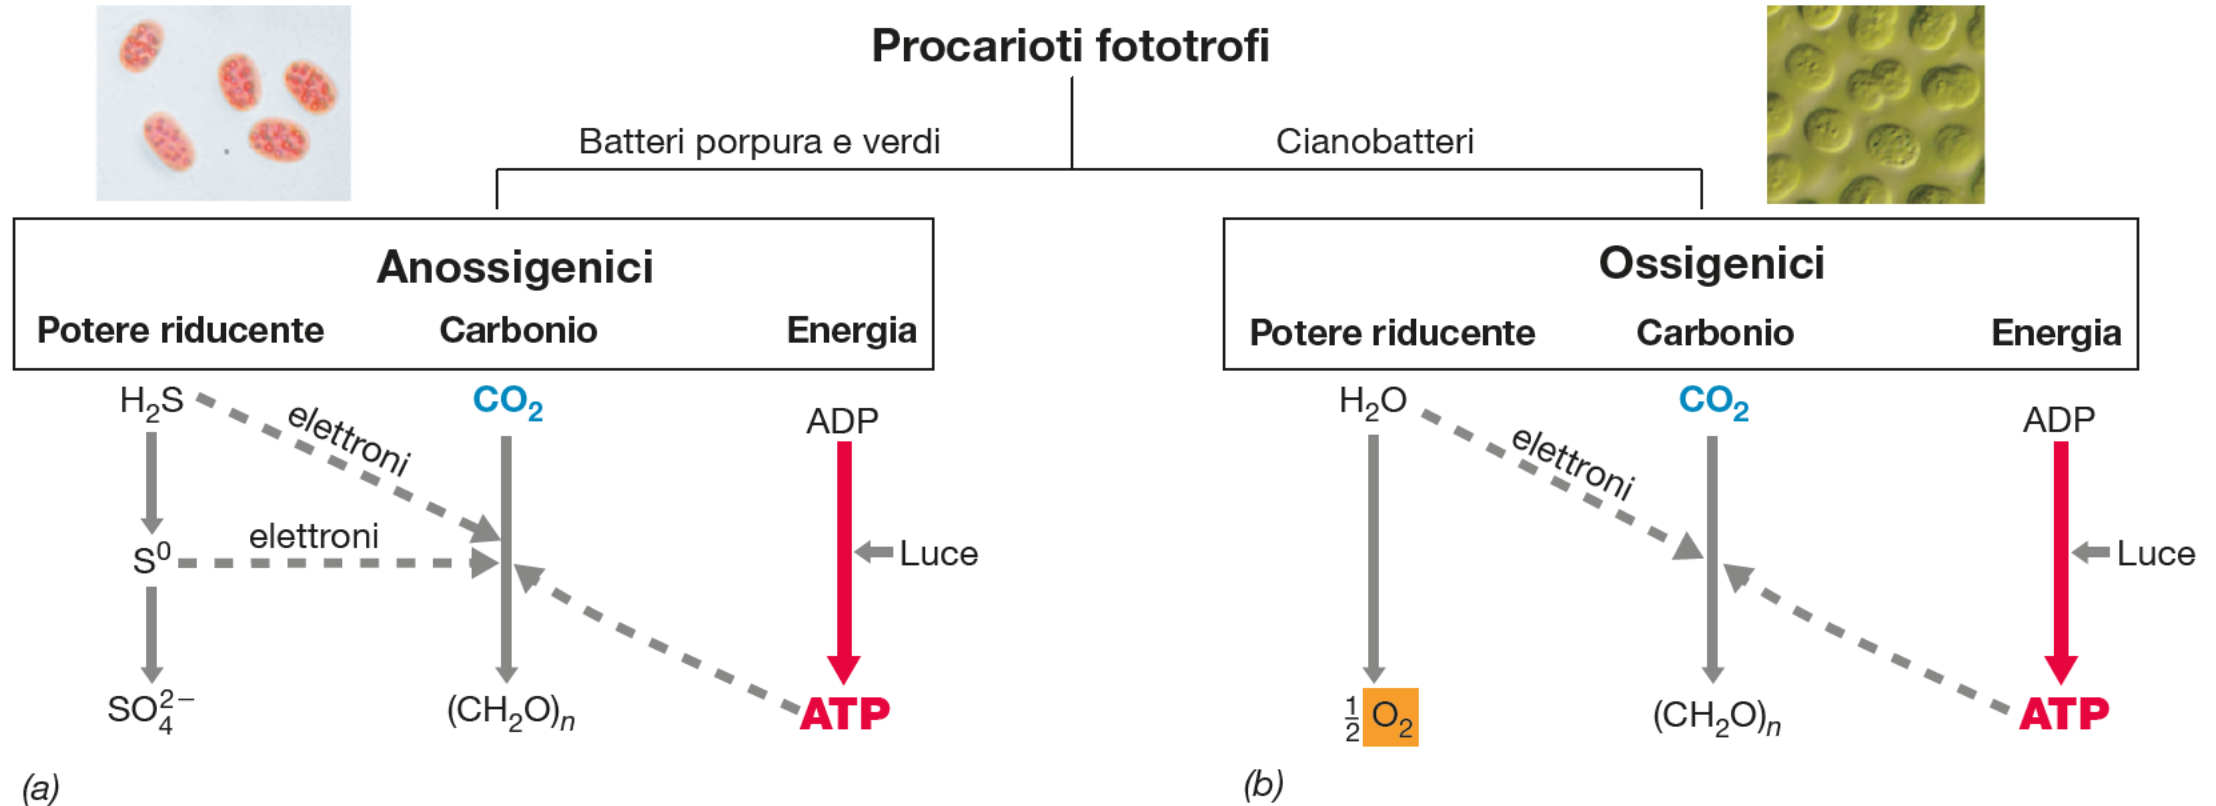 Procarioti fototrofi
Batteri porpura e verdi
Cianobatteri
Anossigenici
Potere riducente Carbonio Energia
H₂S
CO₂
ADP
elettroni
elettroni
S⁰
Luce
SO₄²⁻
(CH₂O)ₙ
ATP
(a)
Ossigenici
Potere riducente Carbonio Energia
H₂O
CO₂
ADP
elettroni
Luce
½ O₂
(CH₂O)ₙ
ATP
(b)